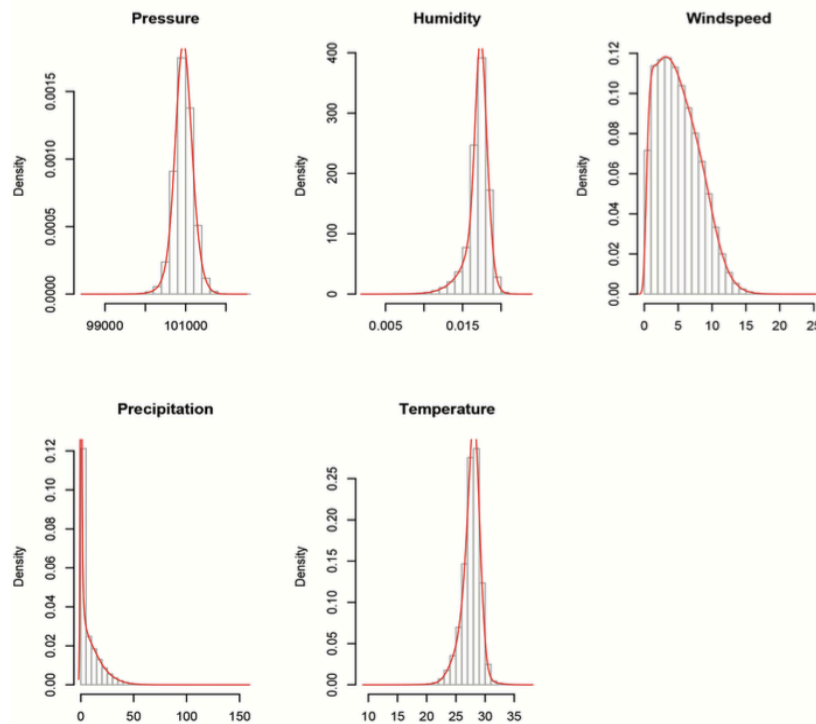 Pressure
Density
0.0000 0.0005 0.0010 0.0015
99000 101000
Humidity
Density
0 100 200 300 400
0.005 0.015
Windspeed
Density
0.00 0.02 0.04 0.06 0.08 0.10 0.12
0 5 10 15 20 25
Precipitation
Density
0.00 0.02 0.04 0.06 0.08 0.10 0.12
0 50 100 150
Temperature
Density
0.00 0.05 0.10 0.15 0.20 0.25
10 15 20 25 30 35